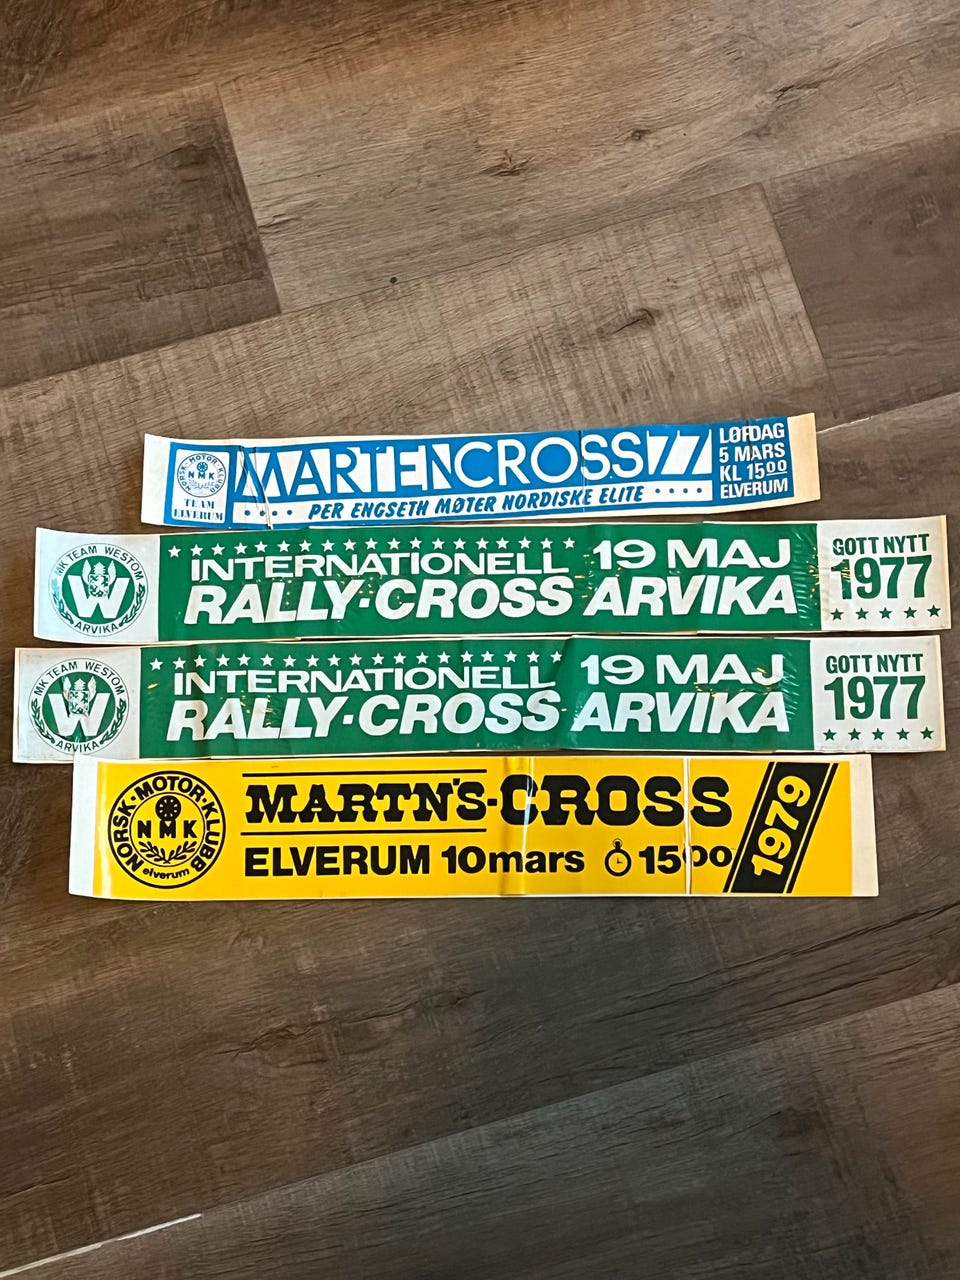 NORSK·MOTOR·KLUBB
NMK
TEAM
ELVERUM
MARTENCROSS 77
PER ENGSETH MØTER NORDISKE ELITE
LØRDAG
5 MARS
KL 15⁰⁰
ELVERUM
MK TEAM WESTOM
W
ARVIKA
INTERNATIONELL 19 MAJ
RALLY-CROSS ARVIKA
GOTT NYTT
1977
MK TEAM WESTOM
W
ARVIKA
INTERNATIONELL 19 MAJ
RALLY-CROSS ARVIKA
GOTT NYTT
1977
NORSK·MOTOR·KLUBB
NMK
elverum
MARTN'S-CROSS
ELVERUM 10mars 15⁰⁰
1979